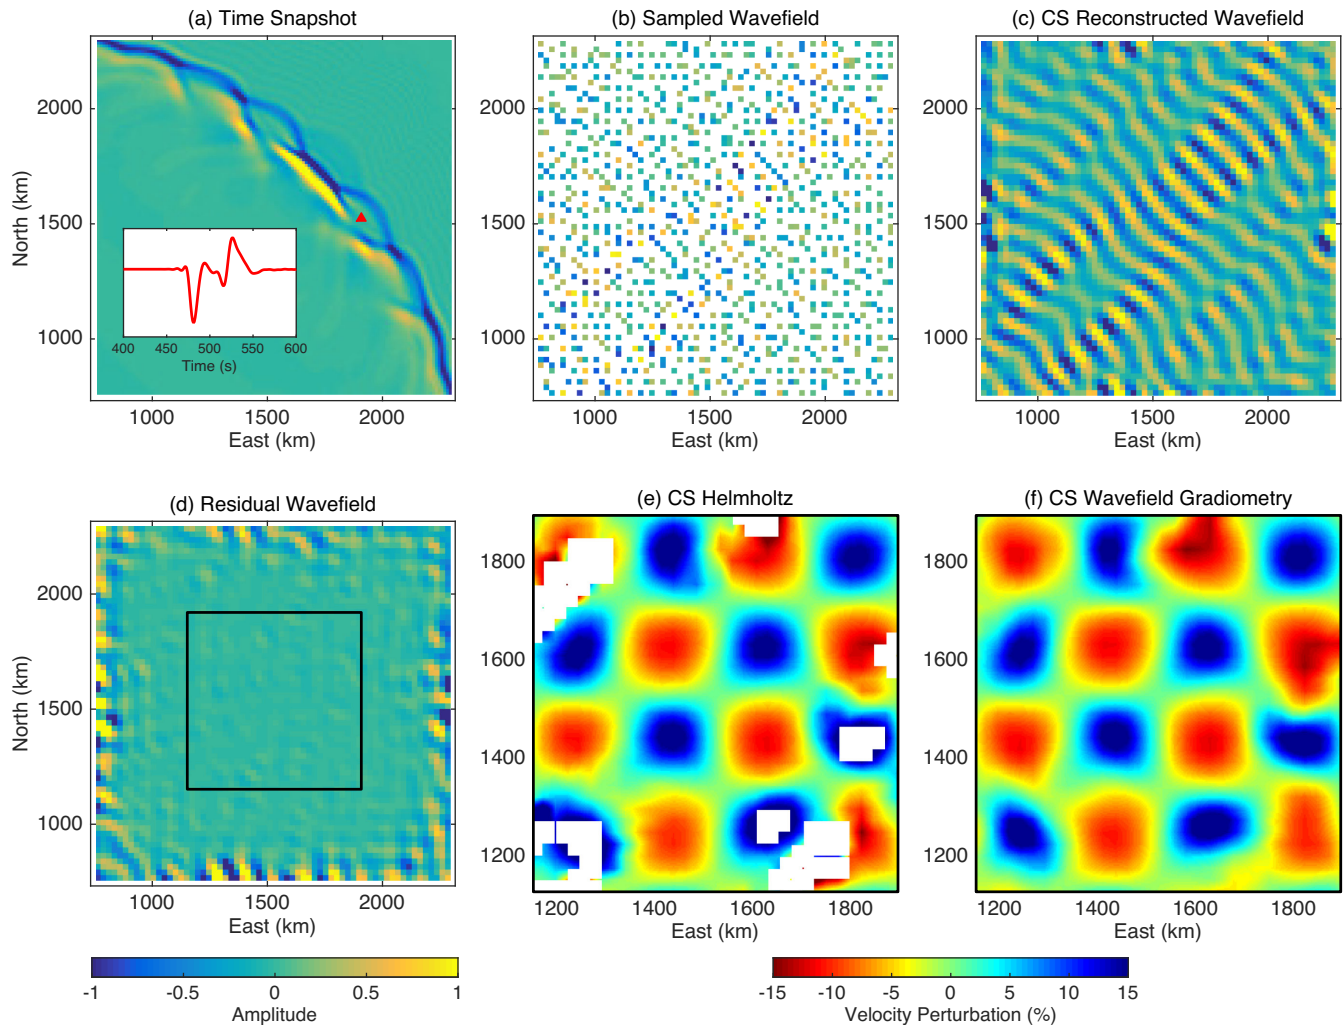 (a) Time Snapshot
(b) Sampled Wavefield
(c) CS Reconstructed Wavefield
North (km)
2000
1500
1000
400 450 500 550 600
Time (s)
1000 1500 2000
East (km)
2000
1500
1000
1000 1500 2000
East (km)
2000
1500
1000
1000 1500 2000
East (km)
(d) Residual Wavefield
(e) CS Helmholtz
(f) CS Wavefield Gradiometry
North (km)
2000
1500
1000
1000 1500 2000
East (km)
1800
1600
1400
1200
1200 1400 1600 1800
East (km)
1800
1600
1400
1200
1200 1400 1600 1800
East (km)
-1 -0.5 0 0.5 1
Amplitude
-15 -10 -5 0 5 10 15
Velocity Perturbation (%)